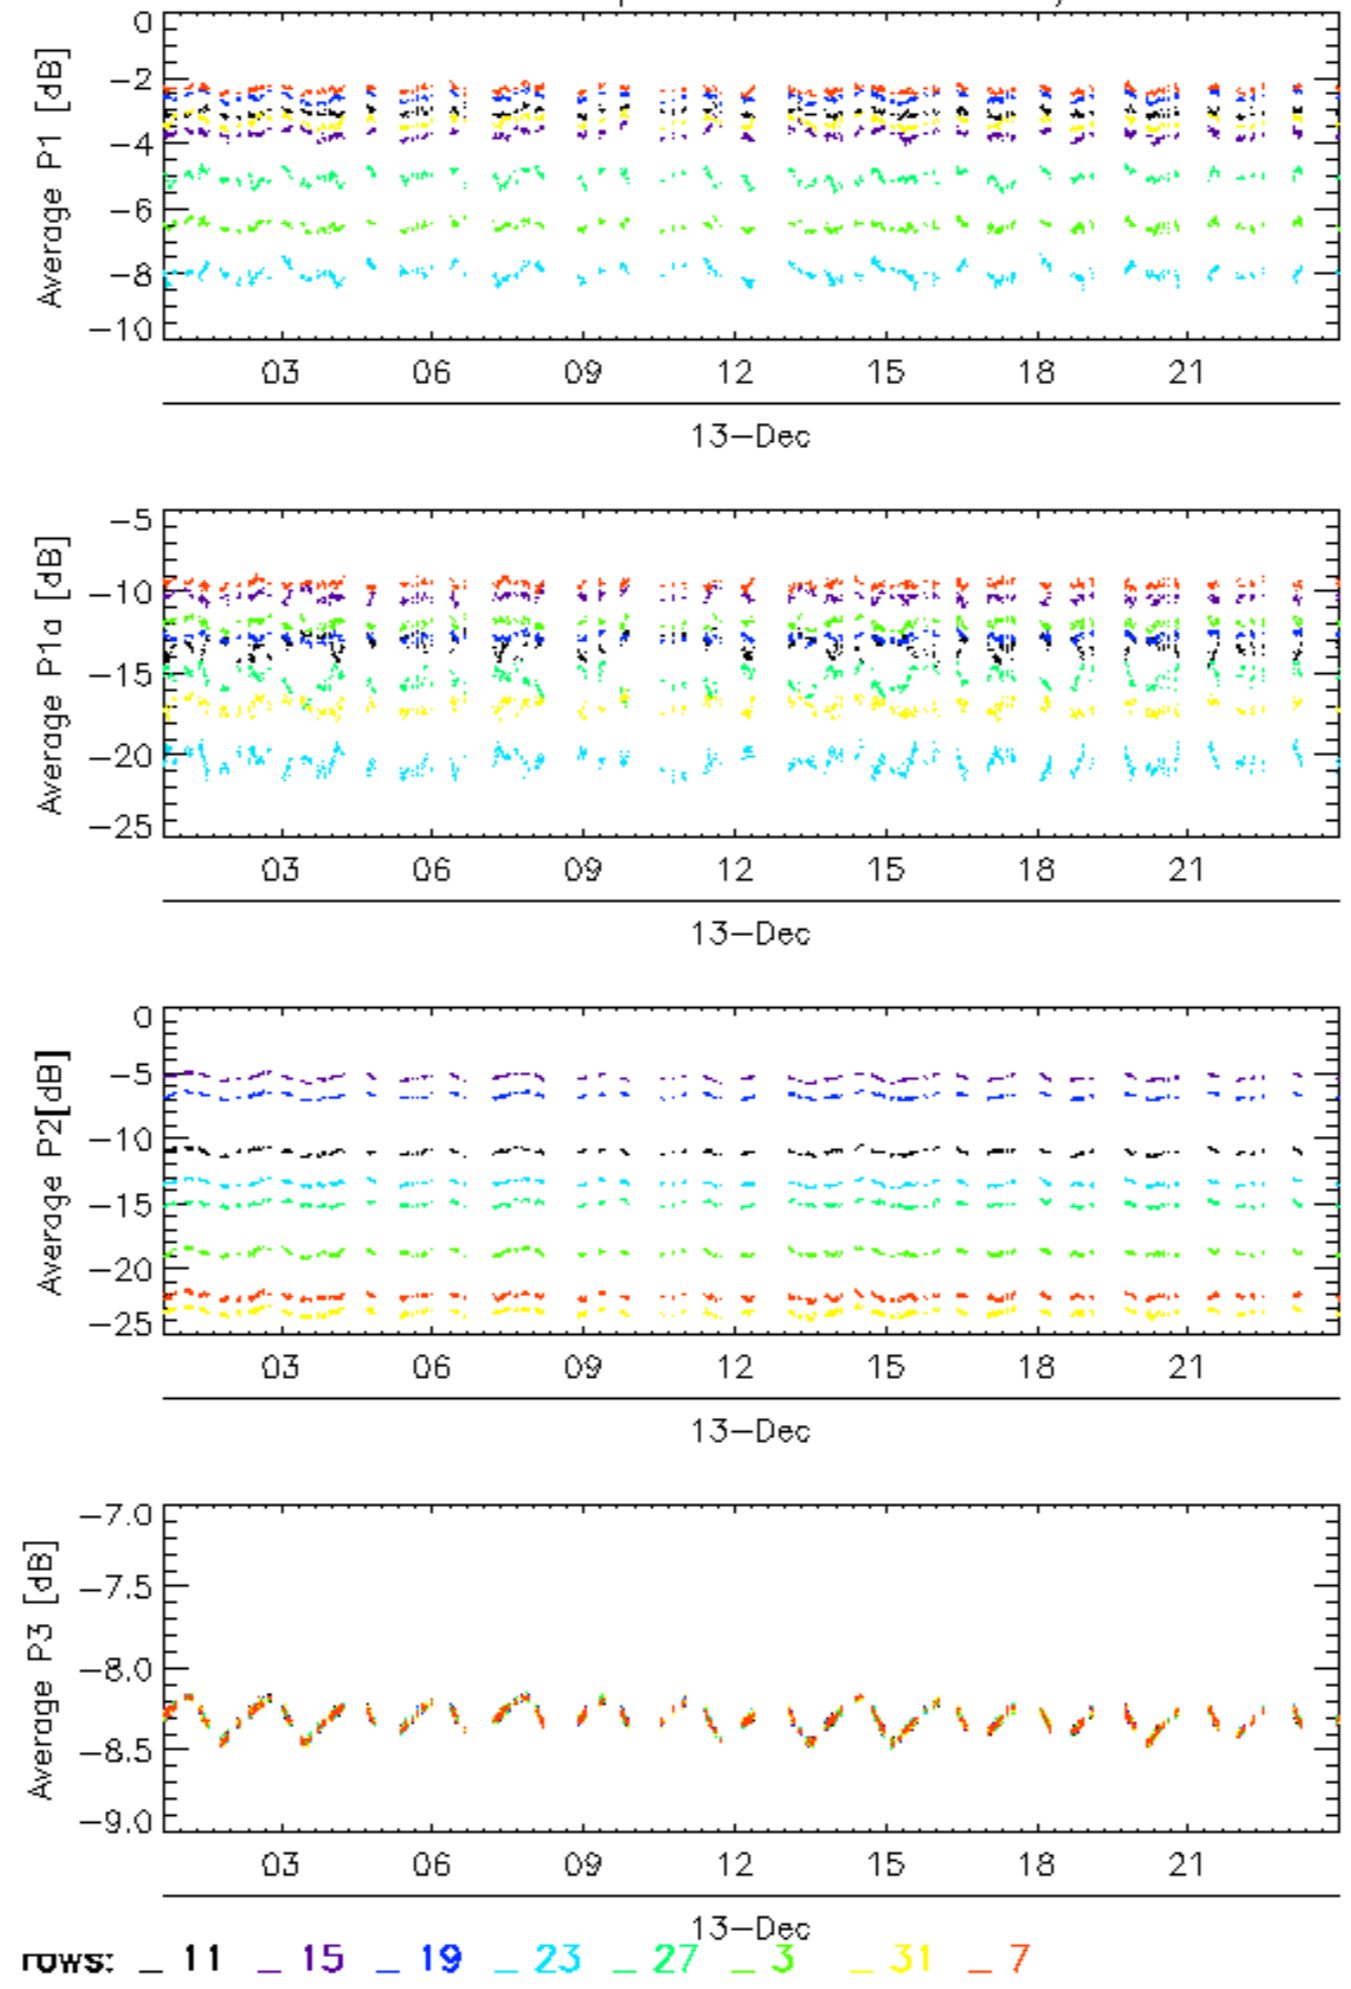 Average P1 [dB]
0
-2
-4
-6
-8
-10
03 06 09 12 15 18 21
13-Dec
Average P1a [dB]
-5
-10
-15
-20
-25
03 06 09 12 15 18 21
13-Dec
Average P2[dB]
0
-5
-10
-15
-20
-25
03 06 09 12 15 18 21
13-Dec
Average P3 [dB]
-7.0
-7.5
-8.0
-8.5
-9.0
03 06 09 12 15 18 21
13-Dec
rows: _ 11 _ 15 _ 19 _ 23 _ 27 _ 3 _ 31 _ 7